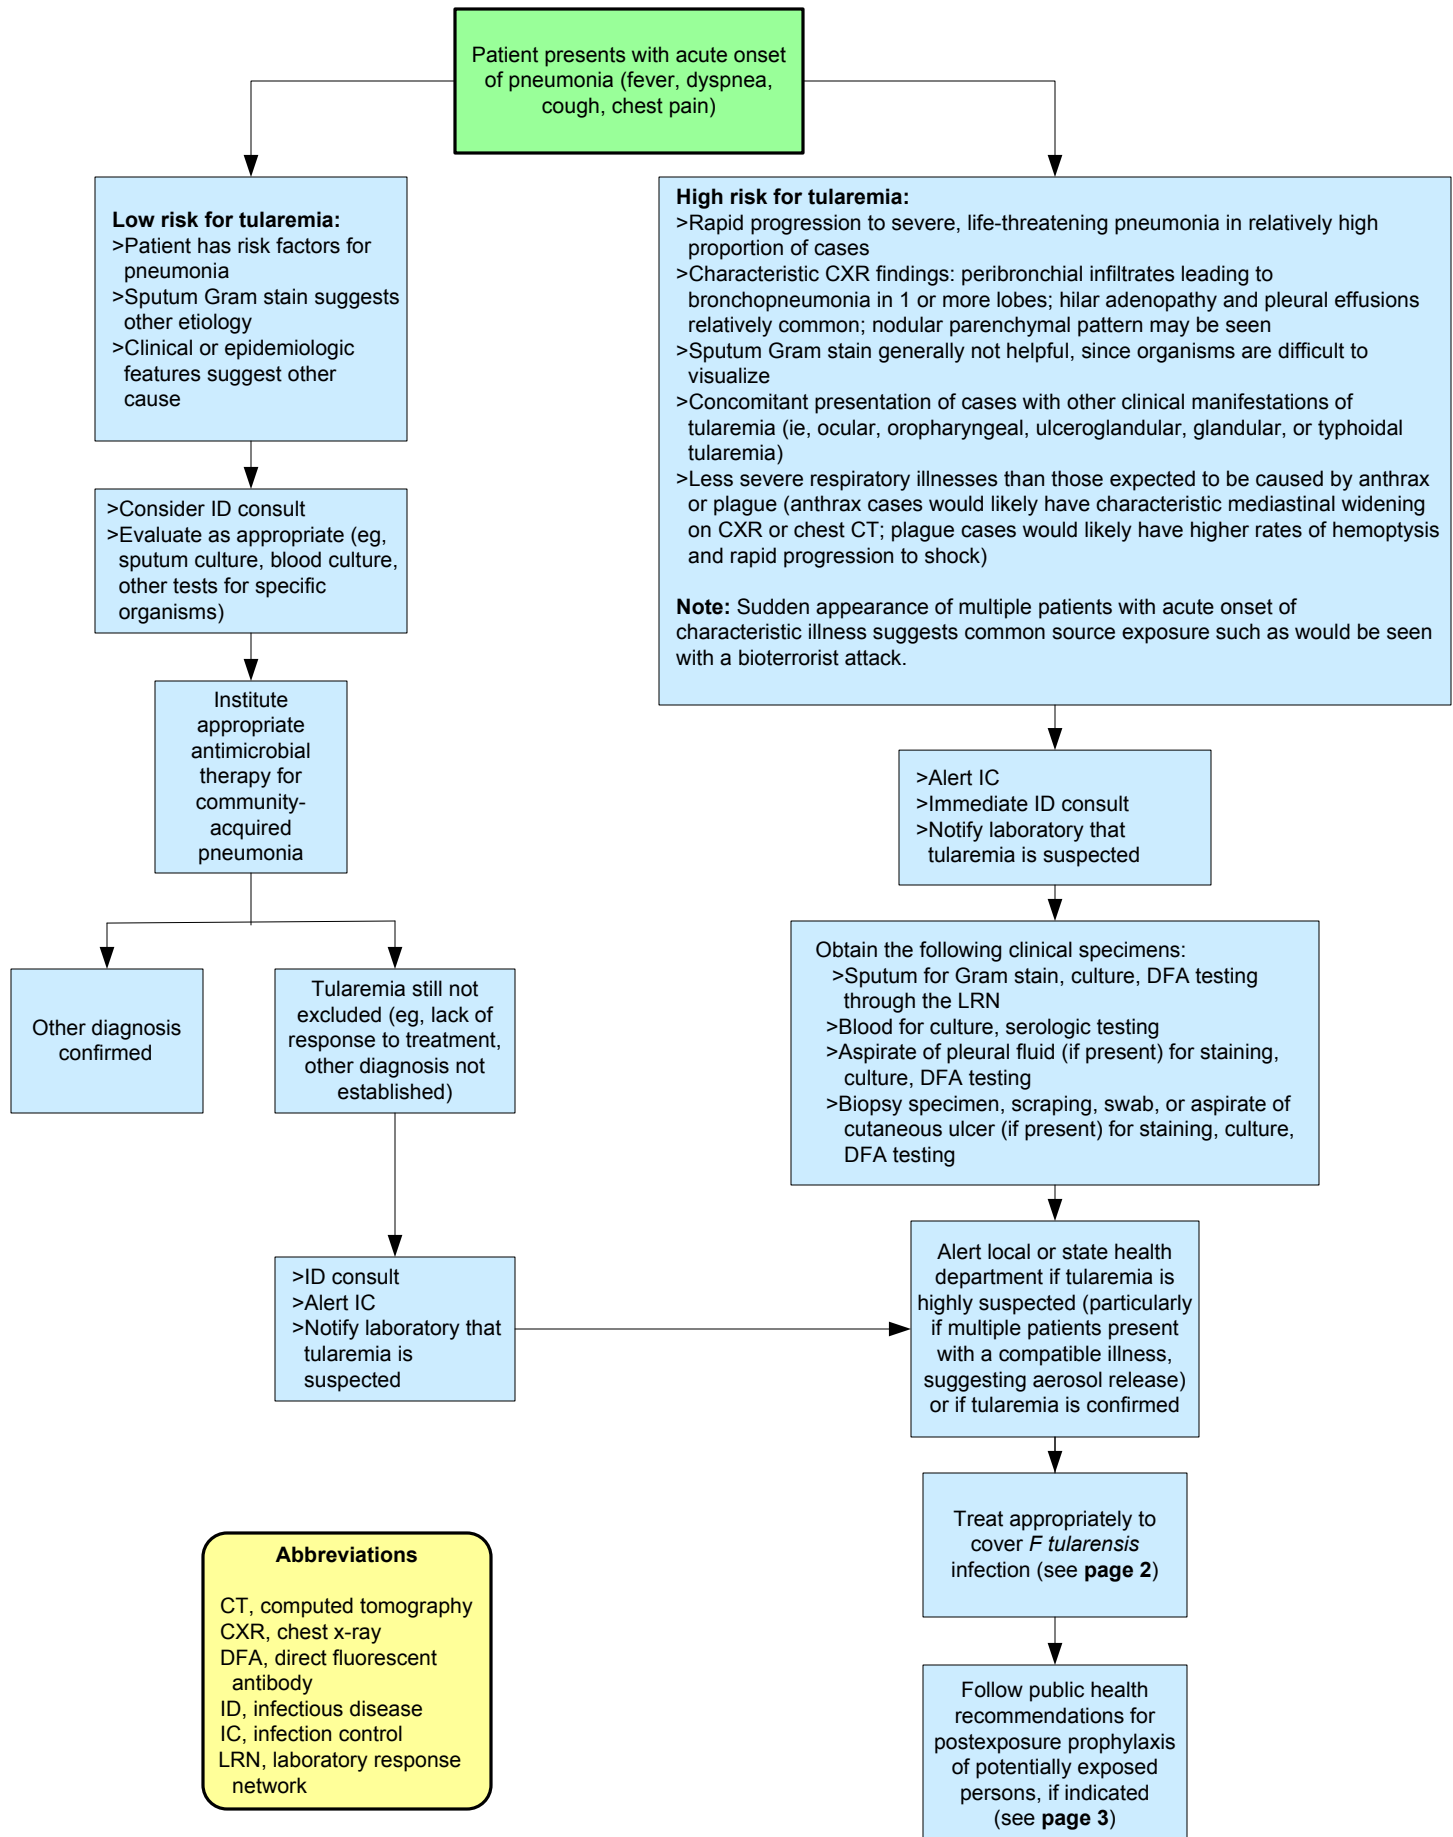 Patient presents with acute onset
of pneumonia (fever, dyspnea,
cough, chest pain)
Low risk for tularemia:
>Patient has risk factors for
pneumonia
>Sputum Gram stain suggests
other etiology
>Clinical or epidemiologic
features suggest other
cause
>Consider ID consult
>Evaluate as appropriate (eg,
sputum culture, blood culture,
other tests for specific
organisms)
Institute
appropriate
antimicrobial
therapy for
community-
acquired
pneumonia
Other diagnosis
confirmed
Tularemia still not
excluded (eg, lack of
response to treatment,
other diagnosis not
established)
>ID consult
>Alert IC
>Notify laboratory that
tularemia is
suspected
High risk for tularemia:
>Rapid progression to severe, life-threatening pneumonia in relatively high
proportion of cases
>Characteristic CXR findings: peribronchial infiltrates leading to
bronchopneumonia in 1 or more lobes; hilar adenopathy and pleural effusions
relatively common; nodular parenchymal pattern may be seen
>Sputum Gram stain generally not helpful, since organisms are difficult to
visualize
>Concomitant presentation of cases with other clinical manifestations of
tularemia (ie, ocular, oropharyngeal, ulceroglandular, glandular, or typhoidal
tularemia)
>Less severe respiratory illnesses than those expected to be caused by anthrax
or plague (anthrax cases would likely have characteristic mediastinal widening
on CXR or chest CT; plague cases would likely have higher rates of hemoptysis
and rapid progression to shock)
Note: Sudden appearance of multiple patients with acute onset of
characteristic illness suggests common source exposure such as would be seen
with a bioterrorist attack.
>Alert IC
>Immediate ID consult
>Notify laboratory that
tularemia is suspected
Obtain the following clinical specimens:
>Sputum for Gram stain, culture, DFA testing
through the LRN
>Blood for culture, serologic testing
>Aspirate of pleural fluid (if present) for staining,
culture, DFA testing
>Biopsy specimen, scraping, swab, or aspirate of
cutaneous ulcer (if present) for staining, culture,
DFA testing
Alert local or state health
department if tularemia is
highly suspected (particularly
if multiple patients present
with a compatible illness,
suggesting aerosol release)
or if tularemia is confirmed
Treat appropriately to
cover F tularensis
infection (see page 2)
Follow public health
recommendations for
postexposure prophylaxis
of potentially exposed
persons, if indicated
(see page 3)
Abbreviations
CT, computed tomography
CXR, chest x-ray
DFA, direct fluorescent
antibody
ID, infectious disease
IC, infection control
LRN, laboratory response
network